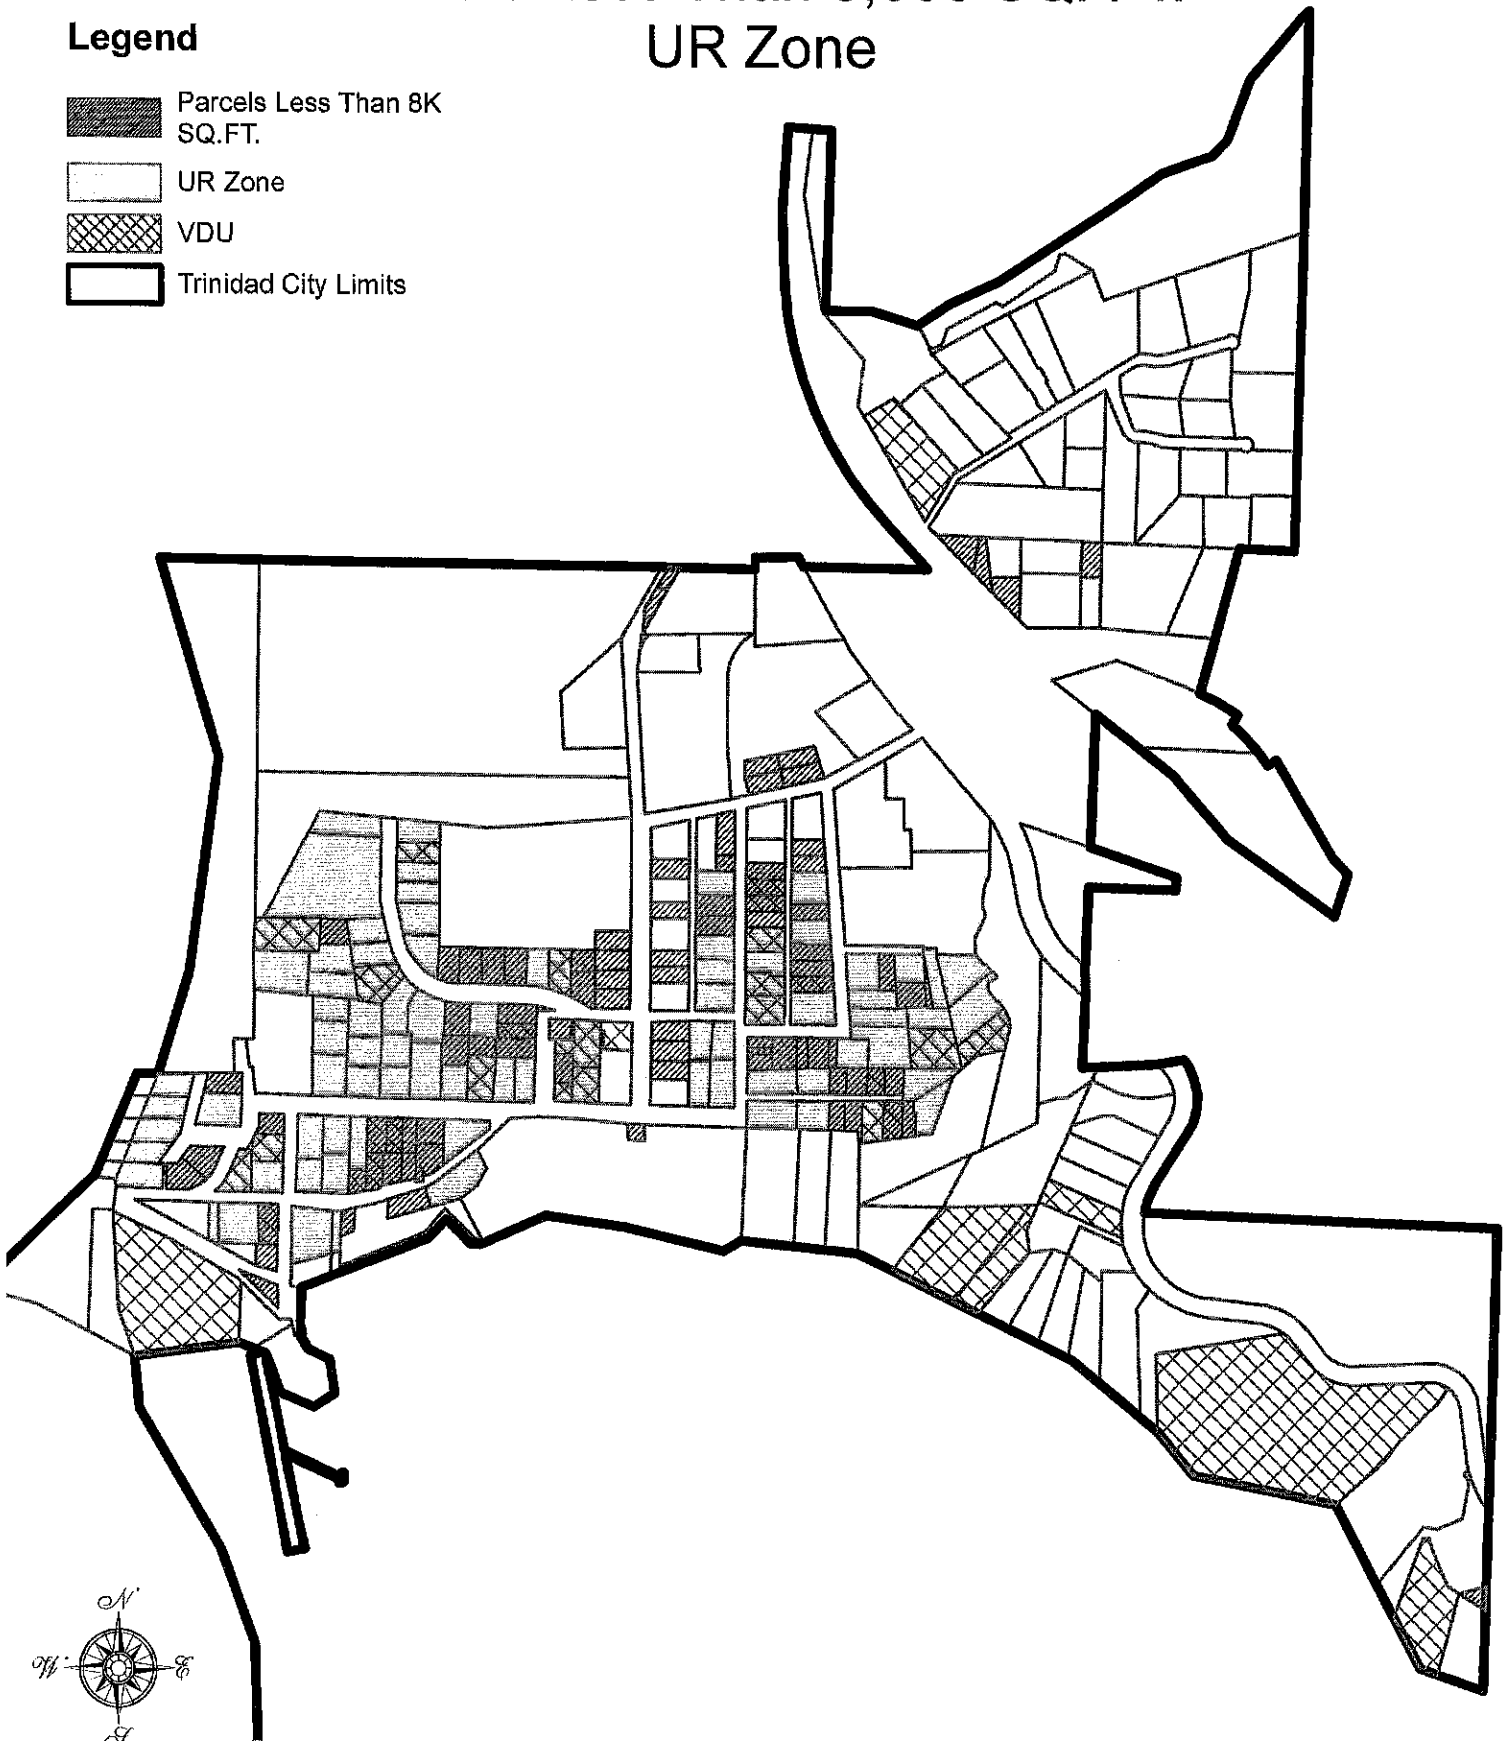 UR Zone
Legend
Parcels Less Than 8K
SQ.FT.
UR Zone
VDU
Trinidad City Limits
N.
W.
E
S